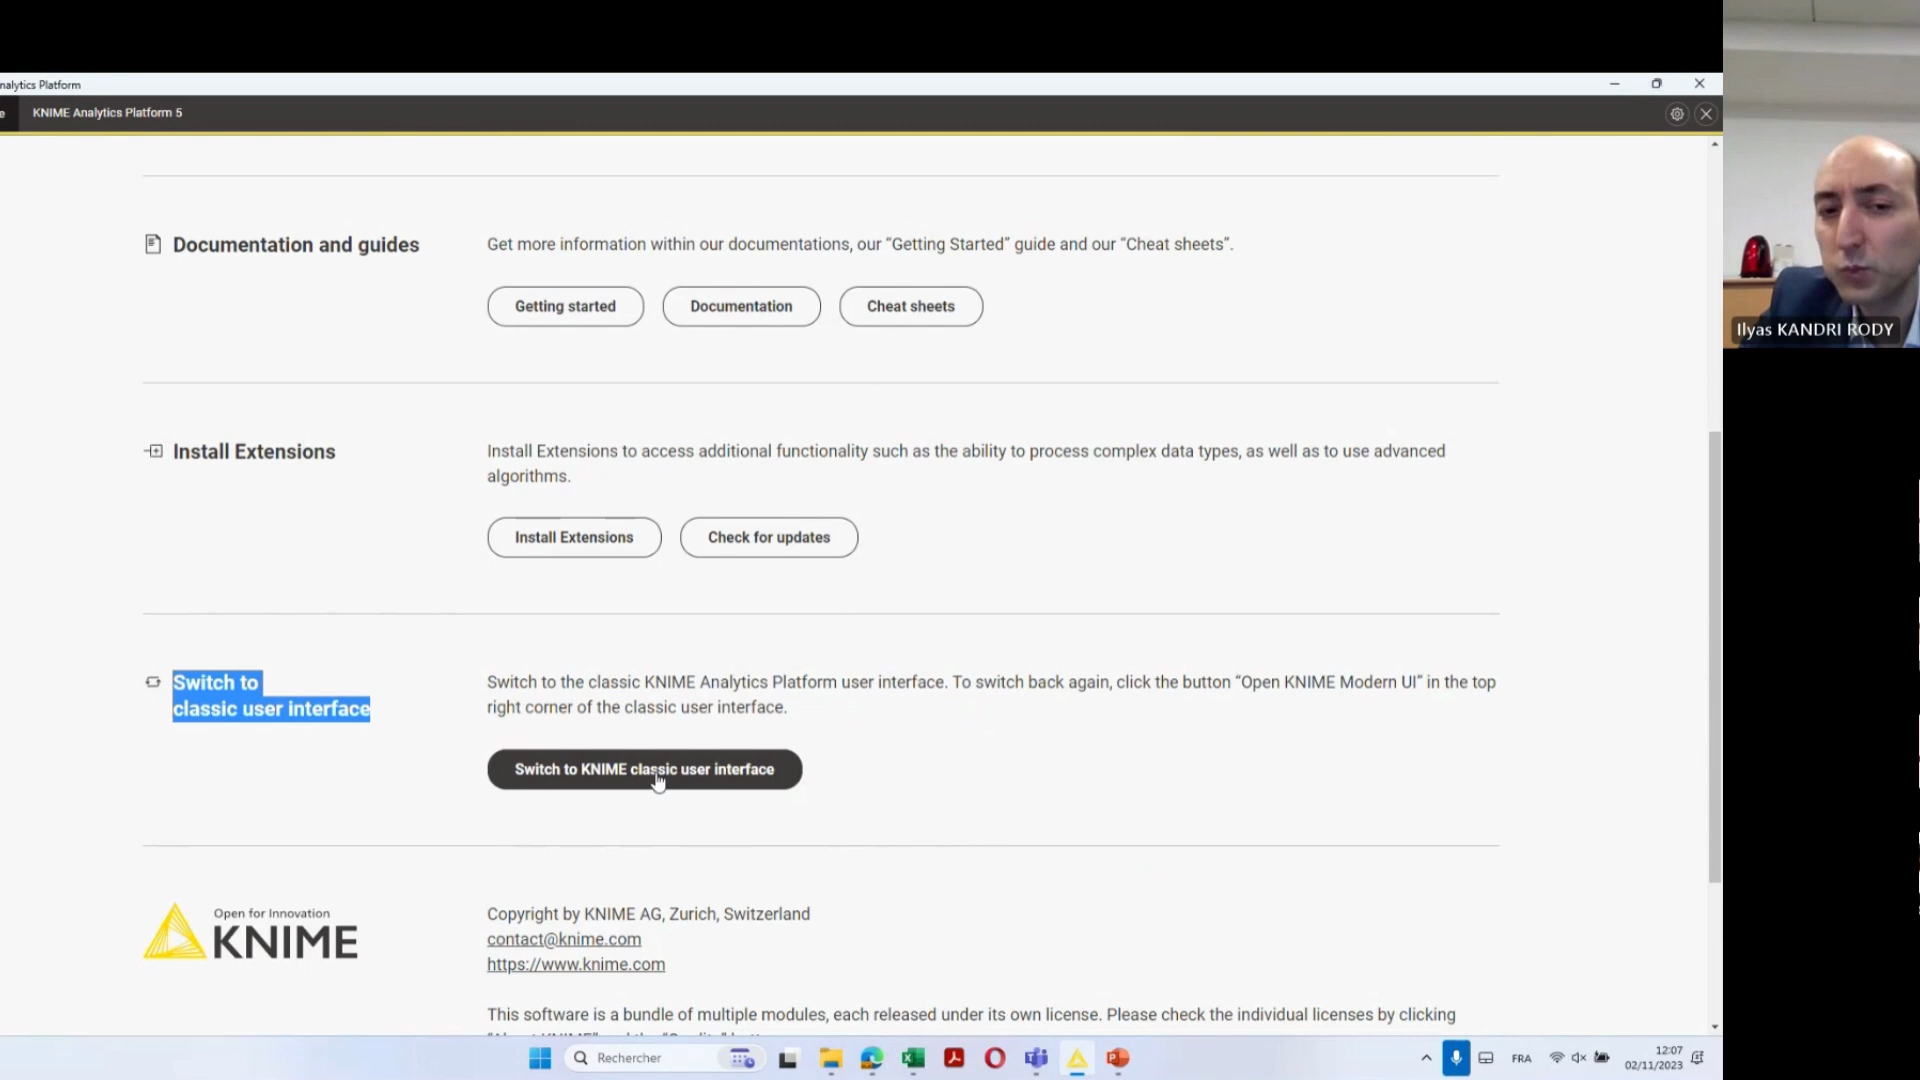 nalytics Platform
e KNIME Analytics Platform 5
Documentation and guides
Get more information within our documentations, our “Getting Started” guide and our “Cheat sheets”.
Getting started
Documentation
Cheat sheets
Install Extensions
Install Extensions to access additional functionality such as the ability to process complex data types, as well as to use advanced
algorithms.
Install Extensions
Check for updates
Switch to
classic user interface
Switch to the classic KNIME Analytics Platform user interface. To switch back again, click the button “Open KNIME Modern UI” in the top
right corner of the classic user interface.
Switch to KNIME classic user interface
Open for Innovation
KNIME
Copyright by KNIME AG, Zurich, Switzerland
contact@knime.com
https://www.knime.com
This software is a bundle of multiple modules, each released under its own license. Please check the individual licenses by clicking
Ilyas KANDRI RODY
Rechercher
FRA
12:07
02/11/2023